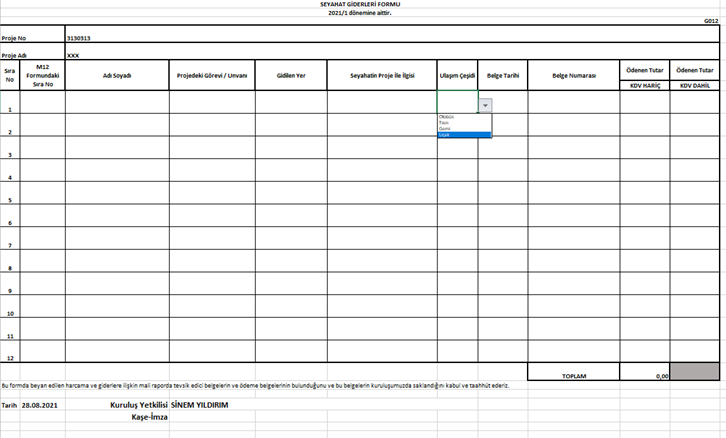 SEYAHAT GİDERLERİ FORMU
2021/1 dönemine aittir.
G012
Proje No 3130313
Proje Adı XXX
Sıra No M12 Formundaki Sıra No Adı Soyadı Projedeki Görevi / Unvanı Gidilen Yer Seyahatin Proje İle İlgisi Ulaşım Çeşidi Belge Tarihi Belge Numarası Ödenen Tutar KDV HARİÇ Ödenen Tutar KDV DAHİL
1
Otobüs
Tren
Gemi
Uçak
2
3
4
5
6
7
8
9
10
11
12
TOPLAM 0,00
Bu formda beyan edilen harcama ve giderlere ilişkin mali raporda tevsik edici belgelerin ve ödeme belgelerinin bulunduğunu ve bu belgelerin kuruluşumuzda saklandığını kabul ve taahhüt ederiz.
Tarih 28.08.2021 Kuruluş Yetkilisi SİNEM YILDIRIM
Kaşe-İmza